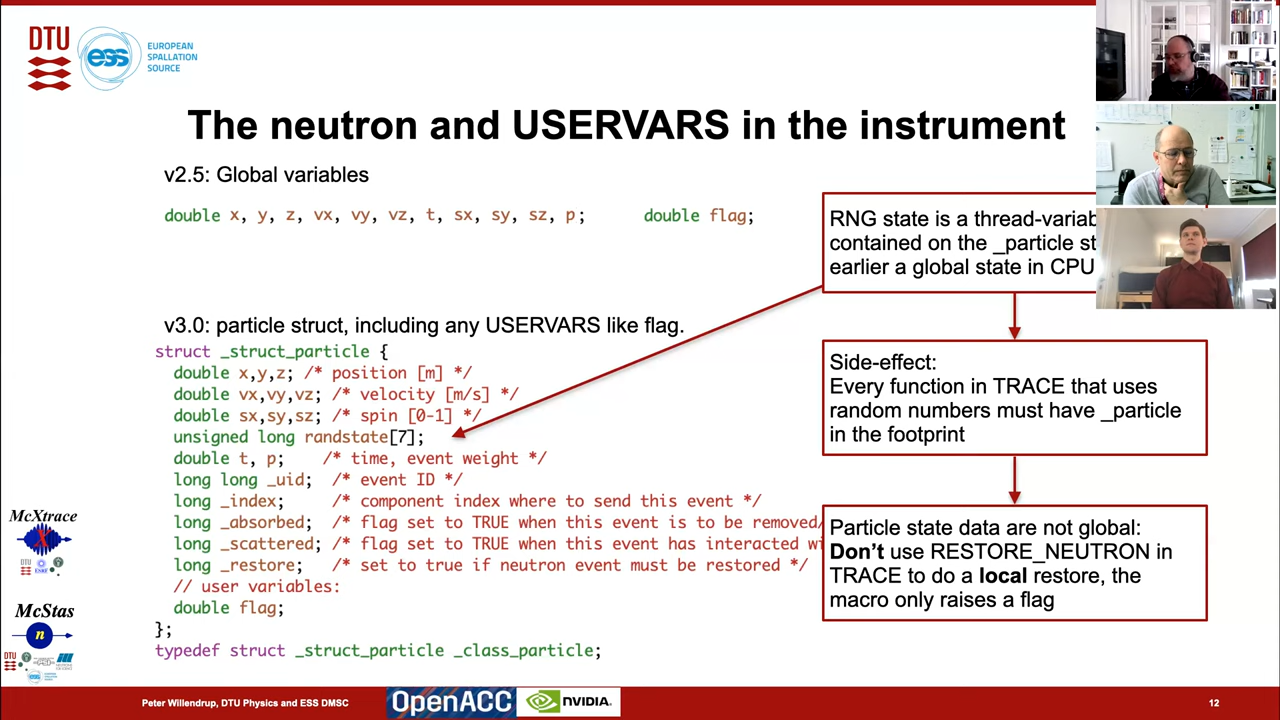 DTU
ess
EUROPEAN
SPALLATION
SOURCE
The neutron and USERVARS in the instrument
v2.5: Global variables
double x, y, z, vx, vy, vz, t, sx, sy, sz, p; double flag;
RNG state is a thread-variab
contained on the _particle st
earlier a global state in CPU
v3.0: particle struct, including any USERVARS like flag.
struct _struct_particle {
double x,y,z; /* position [m] */
double vx,vy,vz; /* velocity [m/s] */
double sx,sy,sz; /* spin [0-1] */
unsigned long randstate[7];
double t, p; /* time, event weight */
long long _uid; /* event ID */
long _index; /* component index where to send this event */
long _absorbed; /* flag set to TRUE when this event is to be removed/
long _scattered; /* flag set to TRUE when this event has interacted wi
long _restore; /* set to true if neutron event must be restored */
// user variables:
double flag;
};
typedef struct _struct_particle _class_particle;
Side-effect:
Every function in TRACE that uses
random numbers must have _particle
in the footprint
Particle state data are not global:
Don't use RESTORE_NEUTRON in
TRACE to do a local restore, the
macro only raises a flag
McXtrace
X
DTU
McStas
n
DTU
Peter Willendrup, DTU Physics and ESS DMSC
OpenACC
NVIDIA.
12